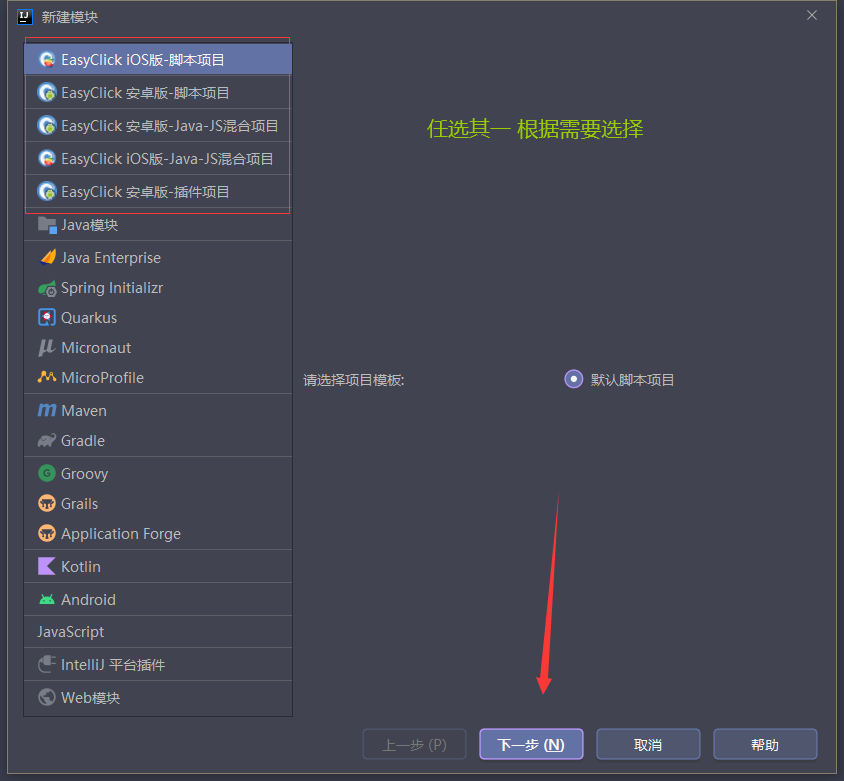 新建模块
EasyClick iOS版-脚本项目
EasyClick 安卓版-脚本项目
EasyClick 安卓版-Java-JS混合项目
EasyClick iOS版-Java-JS混合项目
EasyClick 安卓版-插件项目
Java模块
Java Enterprise
Spring Initializr
Quarkus
Micronaut
MicroProfile
Maven
Gradle
Groovy
Grails
Application Forge
Kotlin
Android
JavaScript
IntelliJ 平台插件
Web模块
任选其一 根据需要选择
请选择项目模板:
默认脚本项目
上一步 (P)
下一步 (N)
取消
帮助